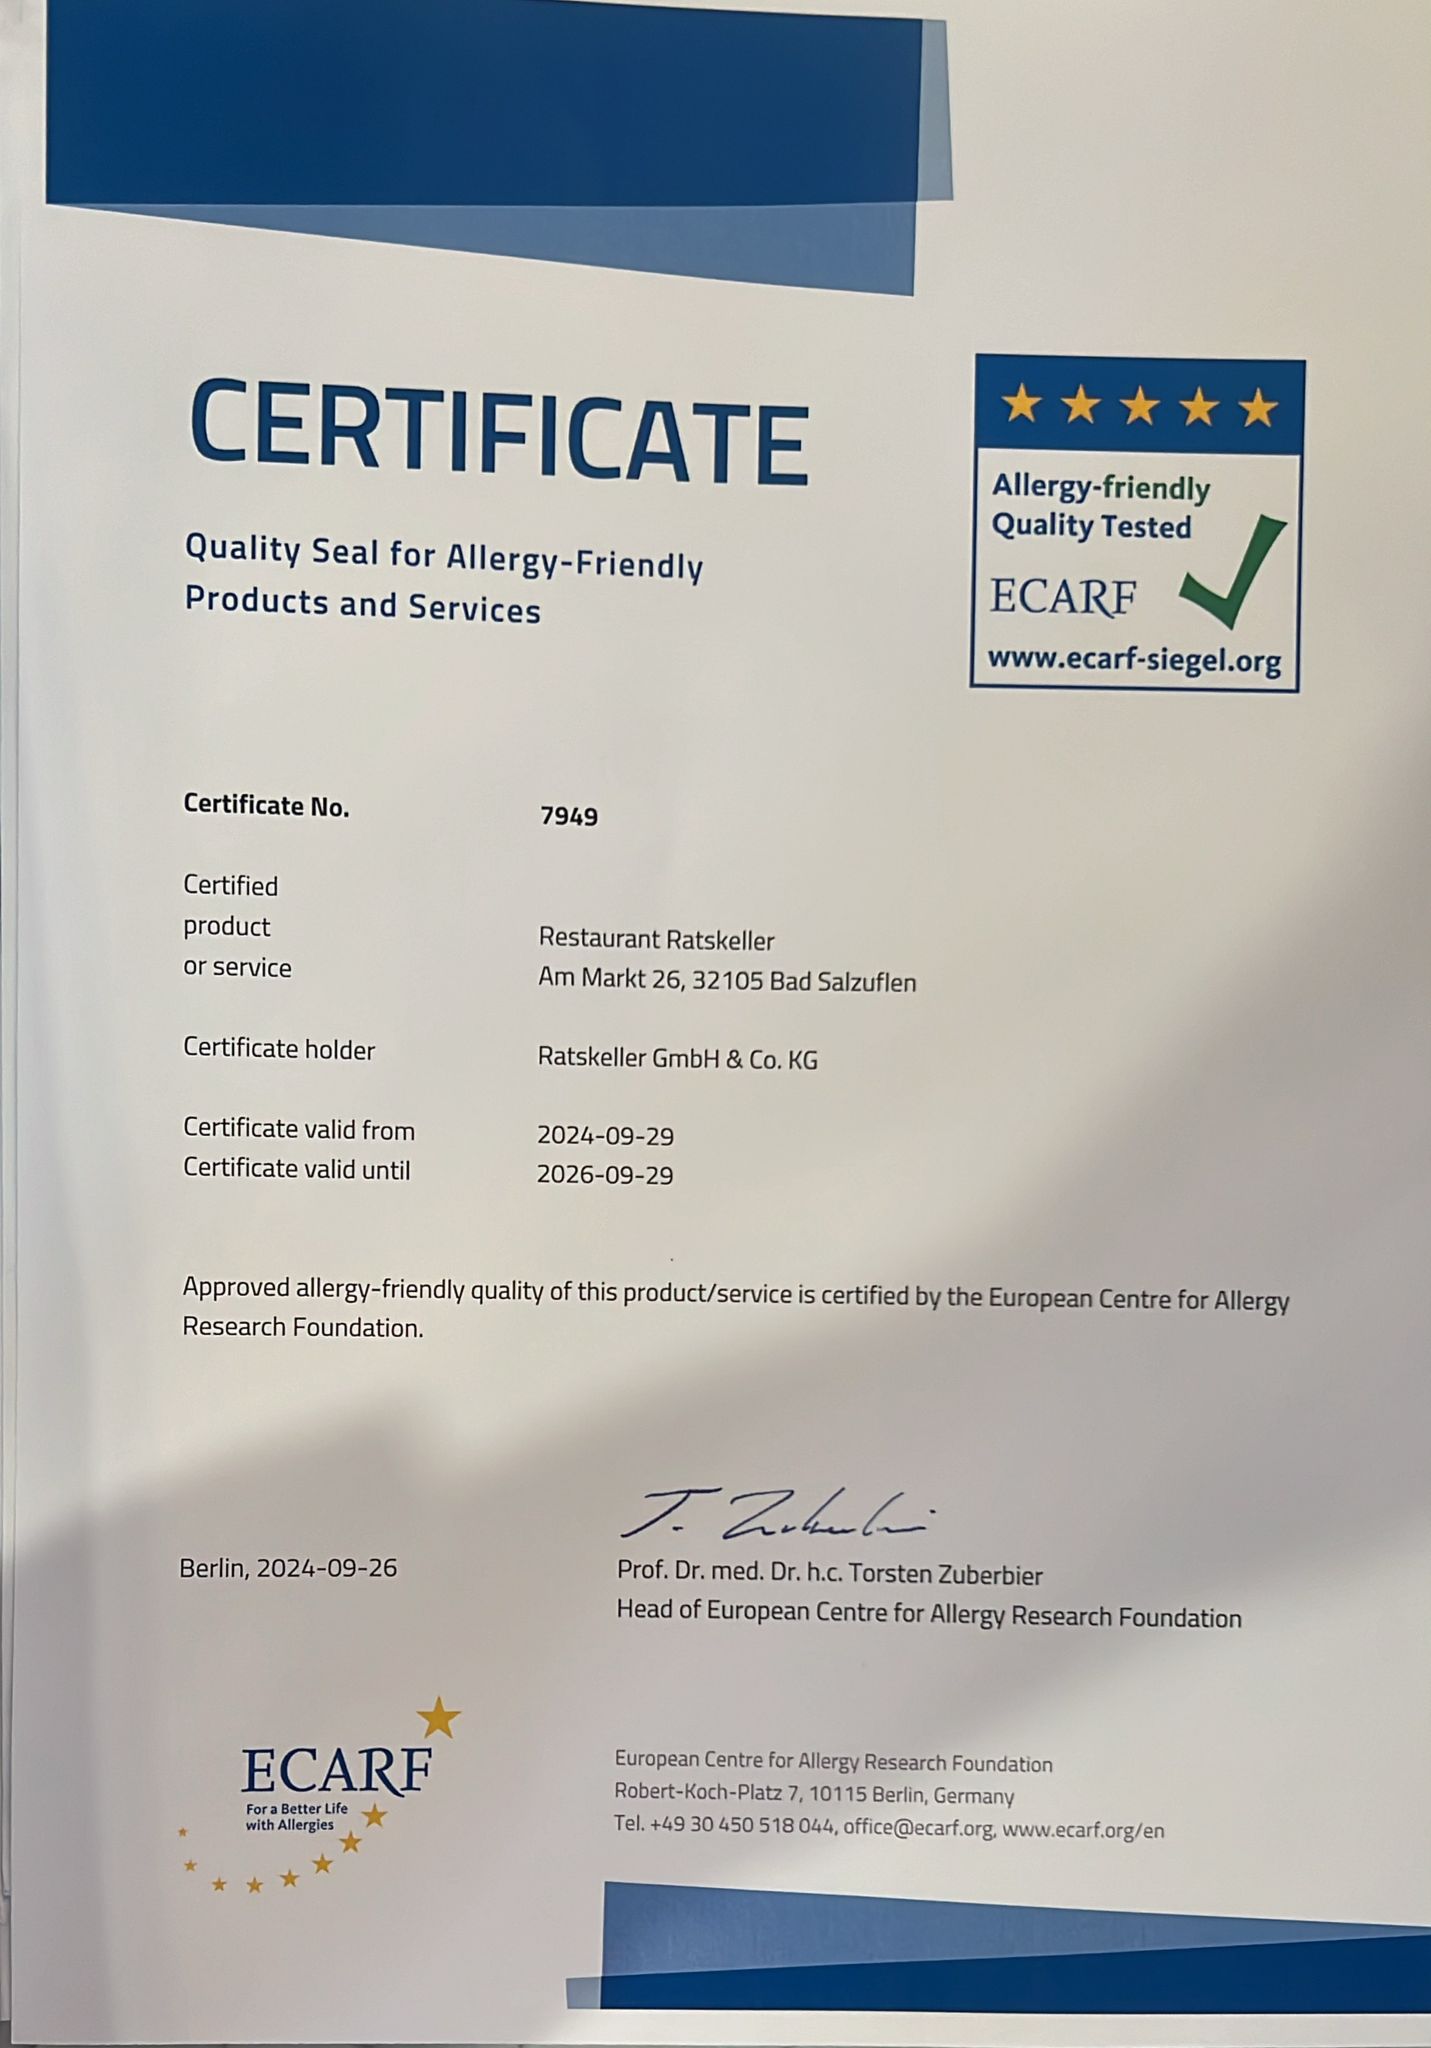 CERTIFICATE
Quality Seal for Allergy-Friendly
Products and Services
Allergy-friendly
Quality Tested
ECARF
www.ecarf-siegel.org
Certificate No. 7949
Certified
product
or service
Restaurant Ratskeller
Am Markt 26, 32105 Bad Salzuflen
Certificate holder Ratskeller GmbH & Co. KG
Certificate valid from 2024-09-29
Certificate valid until 2026-09-29
Approved allergy-friendly quality of this product/service is certified by the European Centre for Allergy
Research Foundation.
T. Zuberbier
Berlin, 2024-09-26
Prof. Dr. med. Dr. h.c. Torsten Zuberbier
Head of European Centre for Allergy Research Foundation
ECARF
For a Better Life
with Allergies
European Centre for Allergy Research Foundation
Robert-Koch-Platz 7, 10115 Berlin, Germany
Tel. +49 30 450 518 044, office@ecarf.org, www.ecarf.org/en